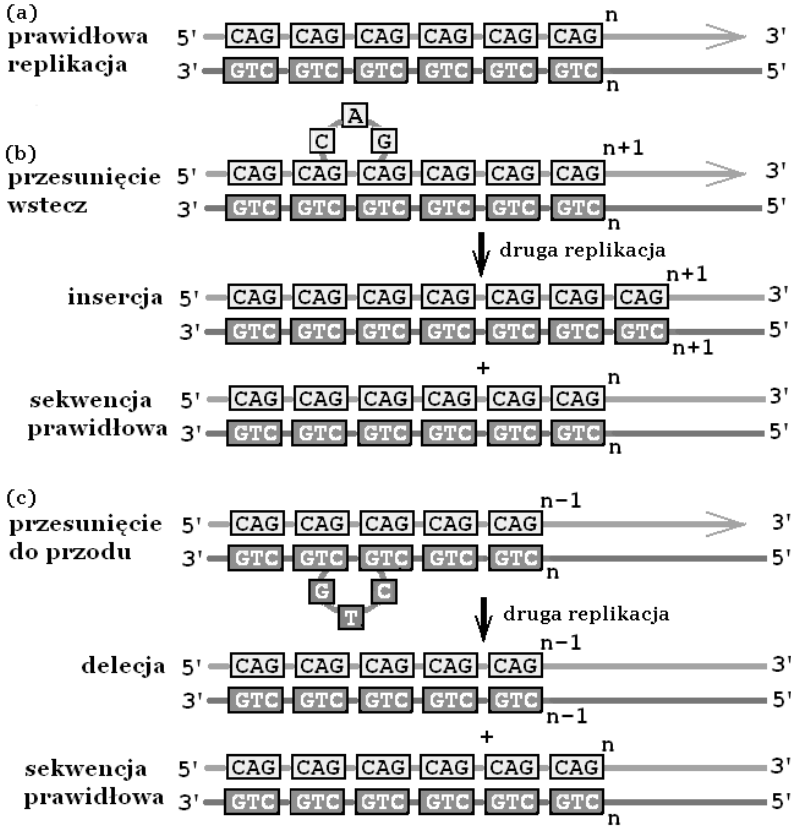 (a)
prawidłowa replikacja
n
5' CAG CAG CAG CAG CAG CAG 3'
3' GTC GTC GTC GTC GTC GTC 5'
n
(b)
przesunięcie wstecz
C A G
n+1
5' CAG CAG CAG CAG CAG CAG 3'
3' GTC GTC GTC GTC GTC GTC 5'
n
druga replikacja
insercja
n+1
5' CAG CAG CAG CAG CAG CAG CAG 3'
3' GTC GTC GTC GTC GTC GTC GTC 5'
n+1
+
sekwencja prawidłowa
n
5' CAG CAG CAG CAG CAG CAG 3'
3' GTC GTC GTC GTC GTC GTC 5'
n
(c)
przesunięcie do przodu
n-1
5' CAG CAG CAG CAG CAG 3'
3' GTC GTC GTC GTC GTC 5'
n
G T C
druga replikacja
delecja
n-1
5' CAG CAG CAG CAG CAG 3'
3' GTC GTC GTC GTC GTC 5'
n-1
+
sekwencja prawidłowa
n
5' CAG CAG CAG CAG CAG CAG 3'
3' GTC GTC GTC GTC GTC GTC 5'
n